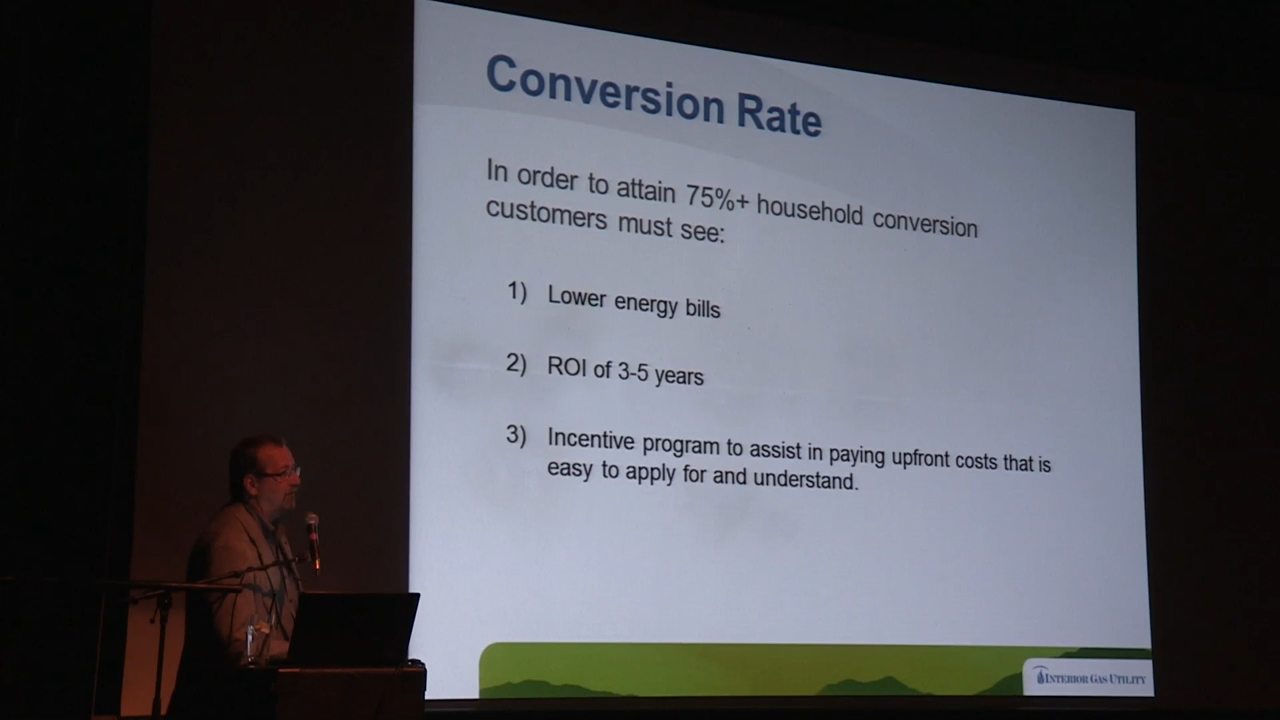 Conversion Rate
In order to attain 75%+ household conversion
customers must see:
1) Lower energy bills
2) ROI of 3-5 years
3) Incentive program to assist in paying upfront costs that is
easy to apply for and understand.
INTERIOR GAS UTILITY